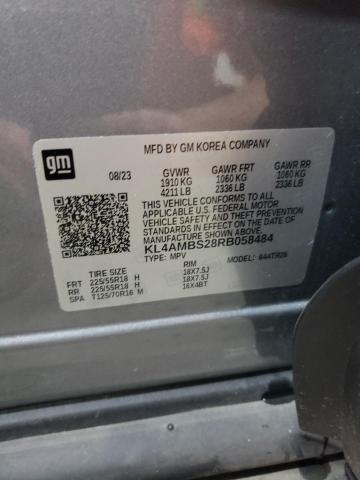 gm
MFD BY GM KOREA COMPANY
08/23 GVWR GAWR FRT GAWR RR
1910 KG 1060 KG 1060 KG
4211 LB 2336 LB 2336 LB
THIS VEHICLE CONFORMS TO ALL
APPLICABLE U.S. FEDERAL MOTOR
VEHICLE SAFETY AND THEFT
PREVENTION STANDARDS IN EFFECT
ON THE DATE OF MANUFACTURE
SHOWN ABOVE.
KL4AMBS28RB058484
TYPE: MPV MODEL: 644TR26
TIRE SIZE RIM
FRT 225/55R18 H 18X7.5J
RR 225/55R18 H 18X7.5J
SPA T125/70R16 M 16X4BT